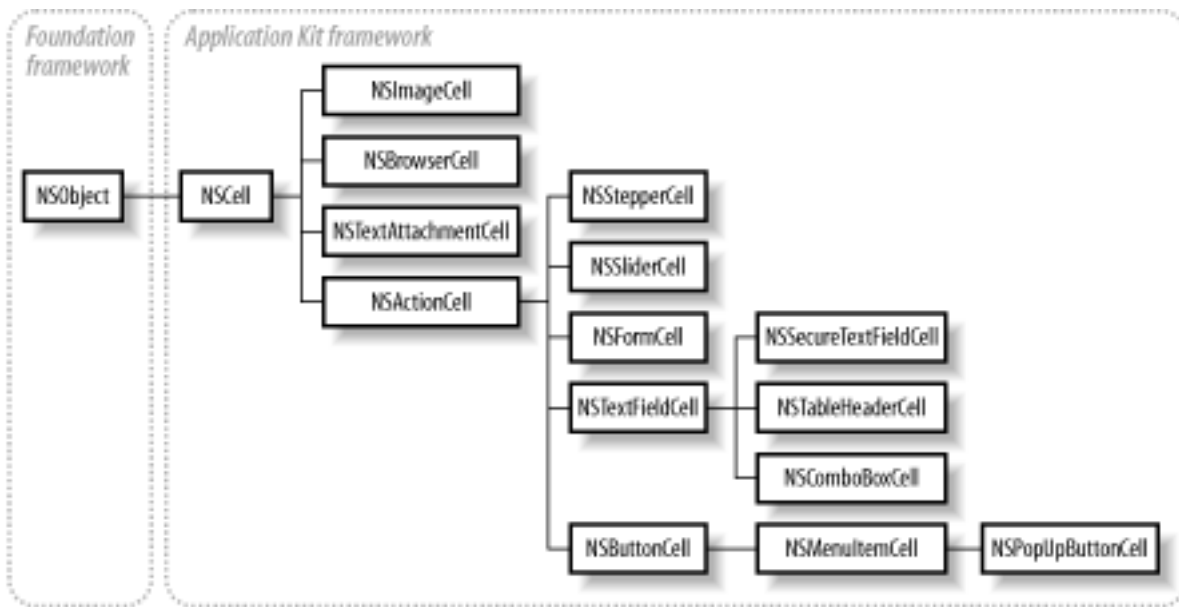 Foundation
framework
Application Kit framework
NSImageCell
NSBrowserCell
NSObject
NSCell
NSStepperCell
NSTextAttachmentCell
NSSliderCell
NSActionCell
NSFormCell
NSSecureTextFieldCell
NSTextFieldCell
NSTableHeaderCell
NSComboBoxCell
NSButtonCell
NSMenuItemCell
NSPopUpButtonCell